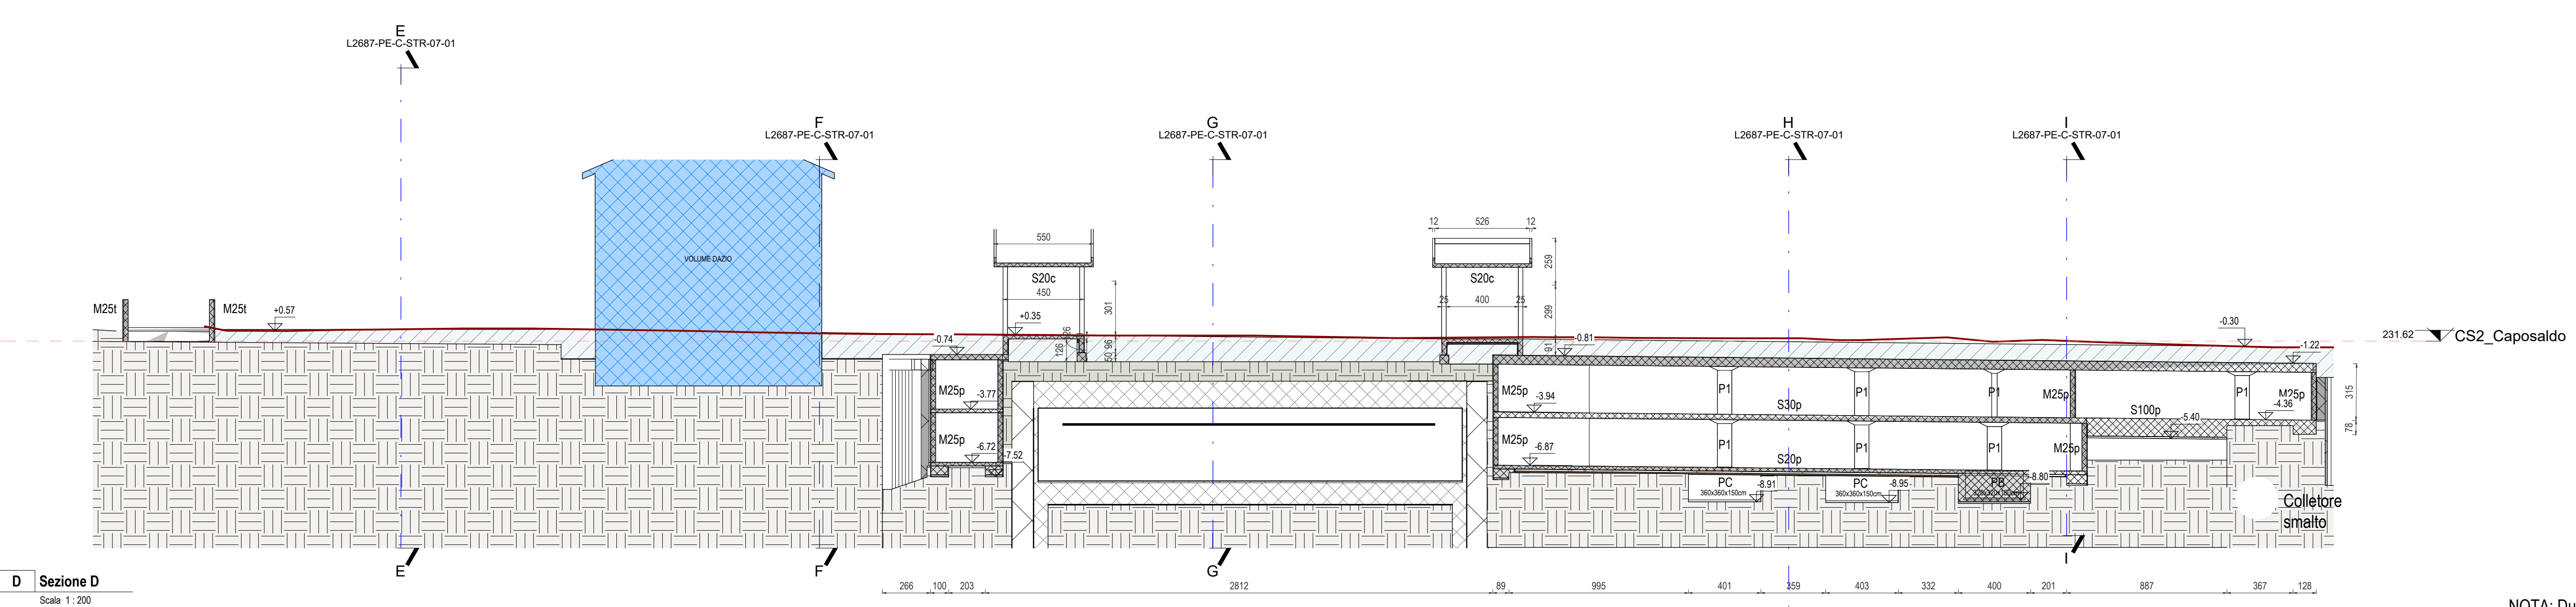 E
L2687-PE-C-STR-07-01
F
L2687-PE-C-STR-07-01
G
L2687-PE-C-STR-07-01
H
L2687-PE-C-STR-07-01
I
L2687-PE-C-STR-07-01
12
526
12
550
VOLUME DAZIO
S20c
S20c
259
450
25
400
25
301
299
M25t
M25t
+0.57
+0.35
-0.30
231.62
CS2_Caposaldo
-0.74
126
50
96
91
-0.81
-1.22
M25p
-3.77
M25p
-3.94
P1
P1
P1
M25p
P1
M25p
315
S30p
S100p
-4.36
-5.40
78
M25p
-6.72
-7.52
M25p
-6.87
P1
P1
P1
M25p
S20p
PC
360x360x150cm
-8.91
PC
360x360x150cm
-8.95
PB
-8.80
Colletore
smalto
E
F
G
I
D
Sezione D
Scala 1 : 200
266
100
203
2812
89
995
401
359
403
332
400
201
887
367
128